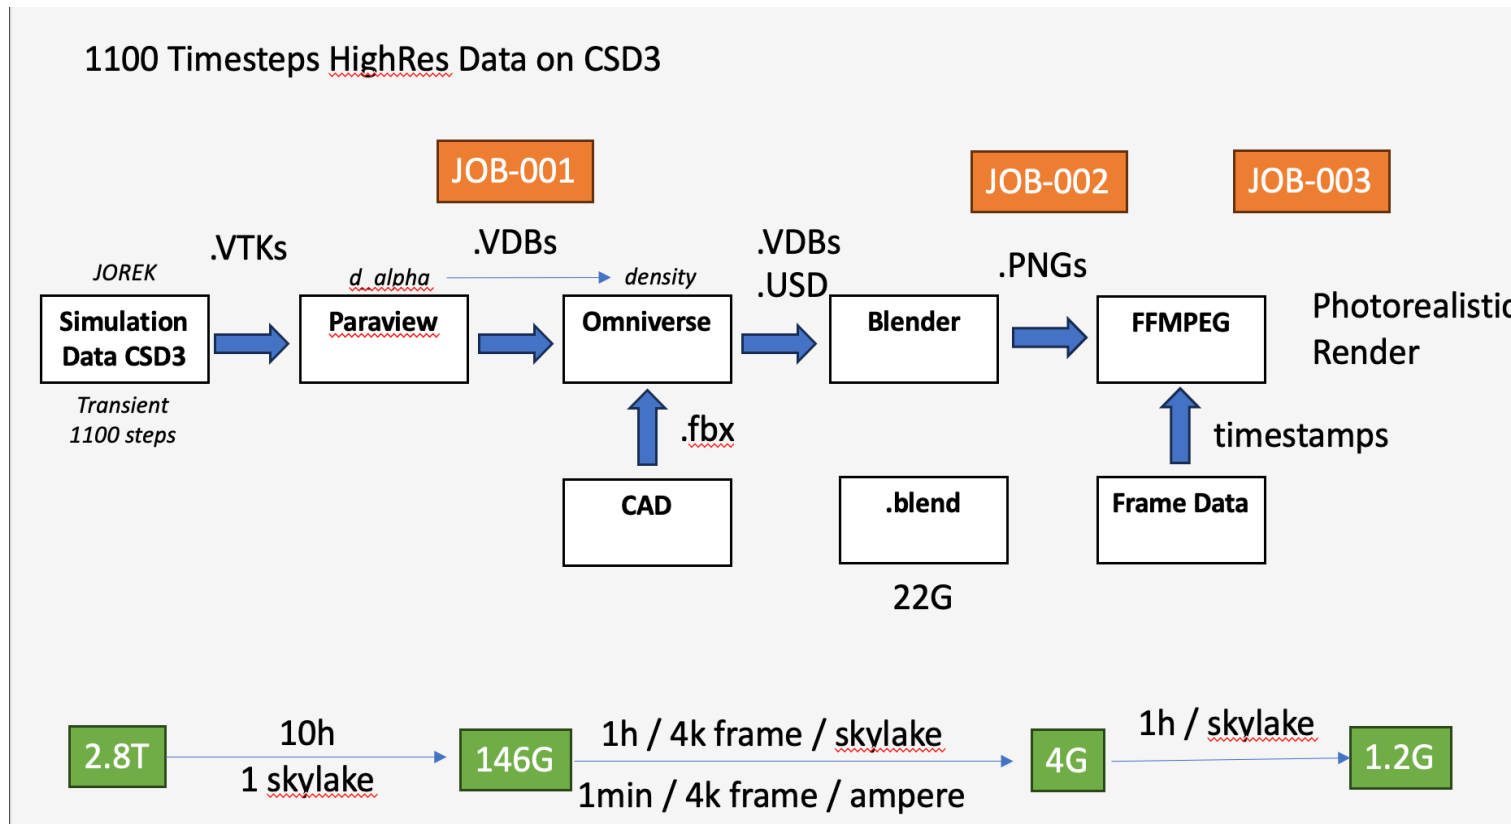 1100 Timesteps HighRes Data on CSD3
JOB-001
JOB-002
JOB-003
.VTKs
.VDBs
.VDBs
.USD
.PNGs
JOREK
d_alpha
density
Simulation
Data CSD3
Paraview
Omniverse
Blender
FFMPEG
Photorealistic
Render
Transient
1100 steps
.fbx
timestamps
CAD
.blend
Frame Data
22G
2.8T
10h
1 skylake
146G
1h / 4k frame / skylake
1min / 4k frame / ampere
4G
1h / skylake
1.2G